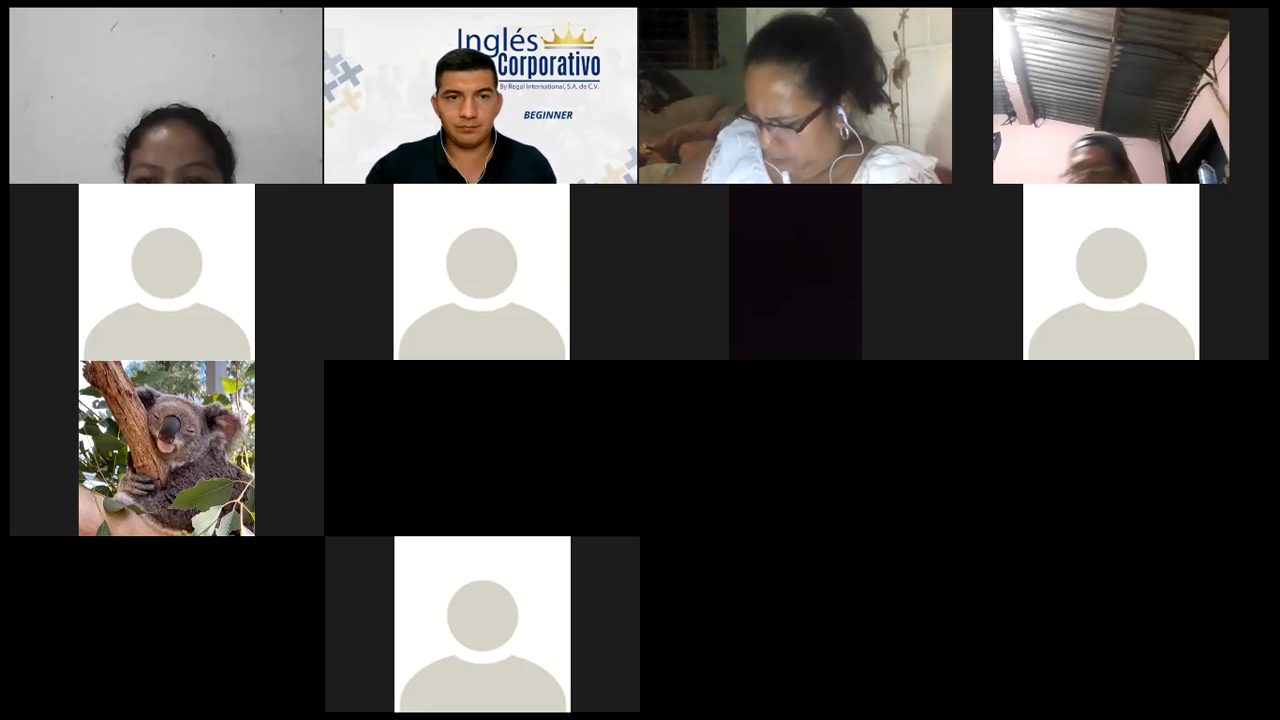 Inglés
Corporativo
By Regal International, S.A. de C.V.
BEGINNER